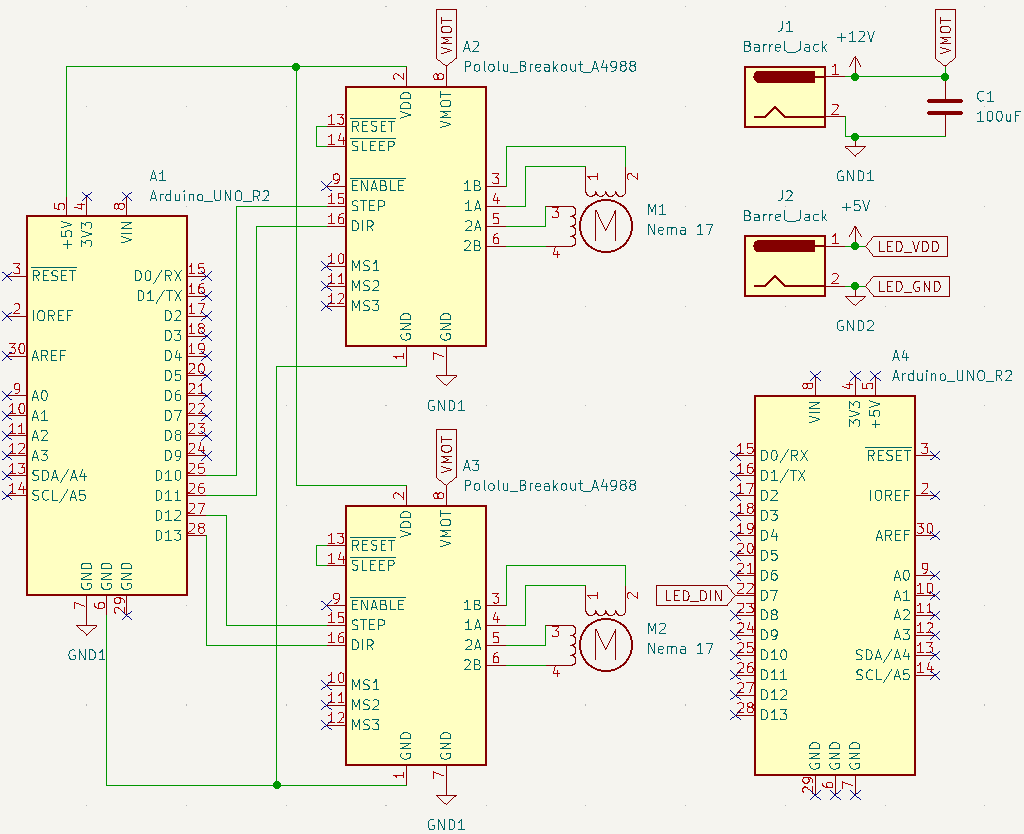 A1
Arduino_UNO_R2
5
4
8
+5V
3V3
VIN
3
RESET
2
IOREF
30
AREF
9
A0
10
A1
11
A2
12
A3
13
SDA/A4
14
SCL/A5
D0/RX
15
D1/TX
16
D2
17
D3
18
D4
19
D5
20
D6
21
D7
22
D8
23
D9
24
D10
25
D11
26
D12
27
D13
28
GND
GND
GND
7
6
29
GND1
VMOT
A2
Pololu_Breakout_A4988
2
8
VDD
VMOT
13
RESET
14
SLEEP
9
ENABLE
15
STEP
16
DIR
10
MS1
11
MS2
12
MS3
1B
3
1A
4
2A
5
2B
6
GND
GND
1
7
GND1
1
2
3
4
M
M1
Nema 17
VMOT
A3
Pololu_Breakout_A4988
2
8
VDD
VMOT
13
RESET
14
SLEEP
9
ENABLE
15
STEP
16
DIR
10
MS1
11
MS2
12
MS3
1B
3
1A
4
2A
5
2B
6
GND
GND
1
7
GND1
1
2
3
4
M
M2
Nema 17
J1
Barrel_Jack
1
2
+12V
VMOT
C1
100uF
GND1
J2
Barrel_Jack
1
2
+5V
LED_VDD
LED_GND
GND2
A4
Arduino_UNO_R2
8
4
5
VIN
3V3
+5V
15
D0/RX
16
D1/TX
17
D2
18
D3
19
D4
20
D5
21
D6
LED_DIN
22
D7
23
D8
24
D9
25
D10
26
D11
27
D12
28
D13
RESET
3
IOREF
2
AREF
30
A0
9
A1
10
A2
11
A3
12
SDA/A4
13
SCL/A5
14
GND
GND
GND
29
6
7